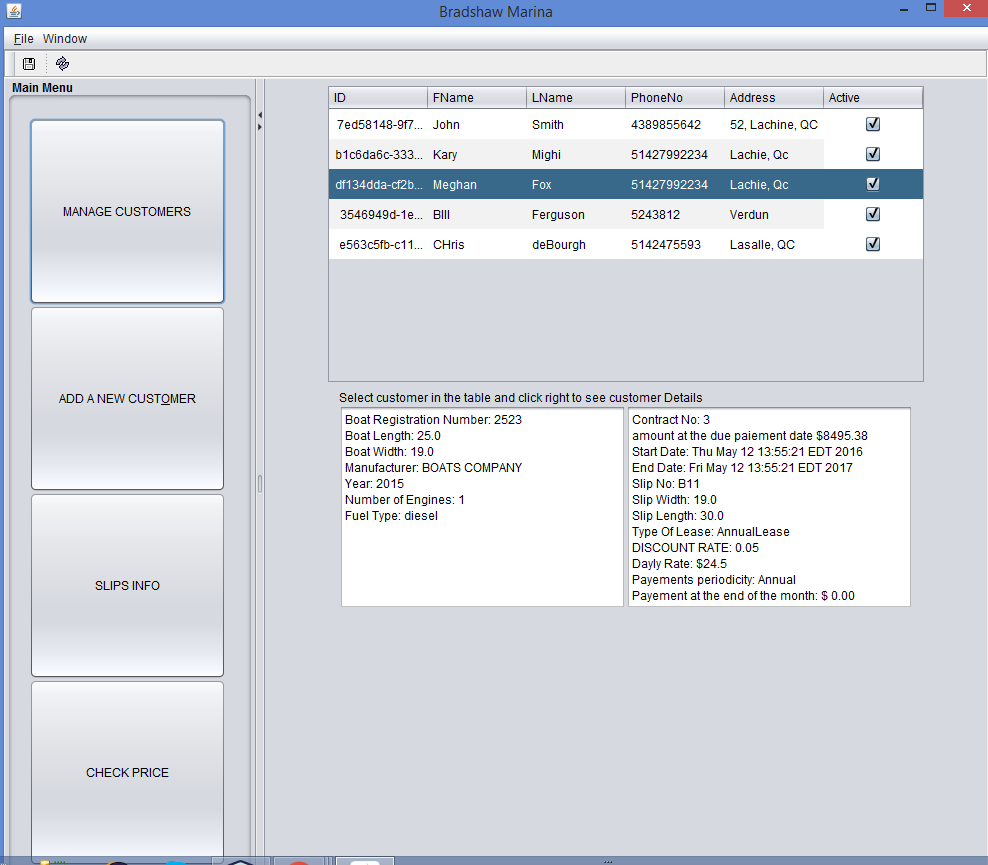 Bradshaw Marina
File Window
Main Menu
MANAGE CUSTOMERS
ADD A NEW CUSTOMER
SLIPS INFO
CHECK PRICE
ID FName LName PhoneNo Address Active
7ed58148-9f7... John Smith 4389855642 52, Lachine, QC
b1c6da6c-333... Kary Mighi 51427992234 Lachie, Qc
df134dda-cf2b... Meghan Fox 51427992234 Lachie, Qc
3546949d-1e... BIll Ferguson 5243812 Verdun
e563c5fb-c11... CHris deBourgh 5142475593 Lasalle, QC
Select customer in the table and click right to see customer Details
Boat Registration Number: 2523
Boat Length: 25.0
Boat Width: 19.0
Manufacturer: BOATS COMPANY
Year: 2015
Number of Engines: 1
Fuel Type: diesel
Contract No: 3
amount at the due paiement date $8495.38
Start Date: Thu May 12 13:55:21 EDT 2016
End Date: Fri May 12 13:55:21 EDT 2017
Slip No: B11
Slip Width: 19.0
Slip Length: 30.0
Type Of Lease: AnnualLease
DISCOUNT RATE: 0.05
Dayly Rate: $24.5
Payements periodicity: Annual
Payement at the end of the month: $ 0.00